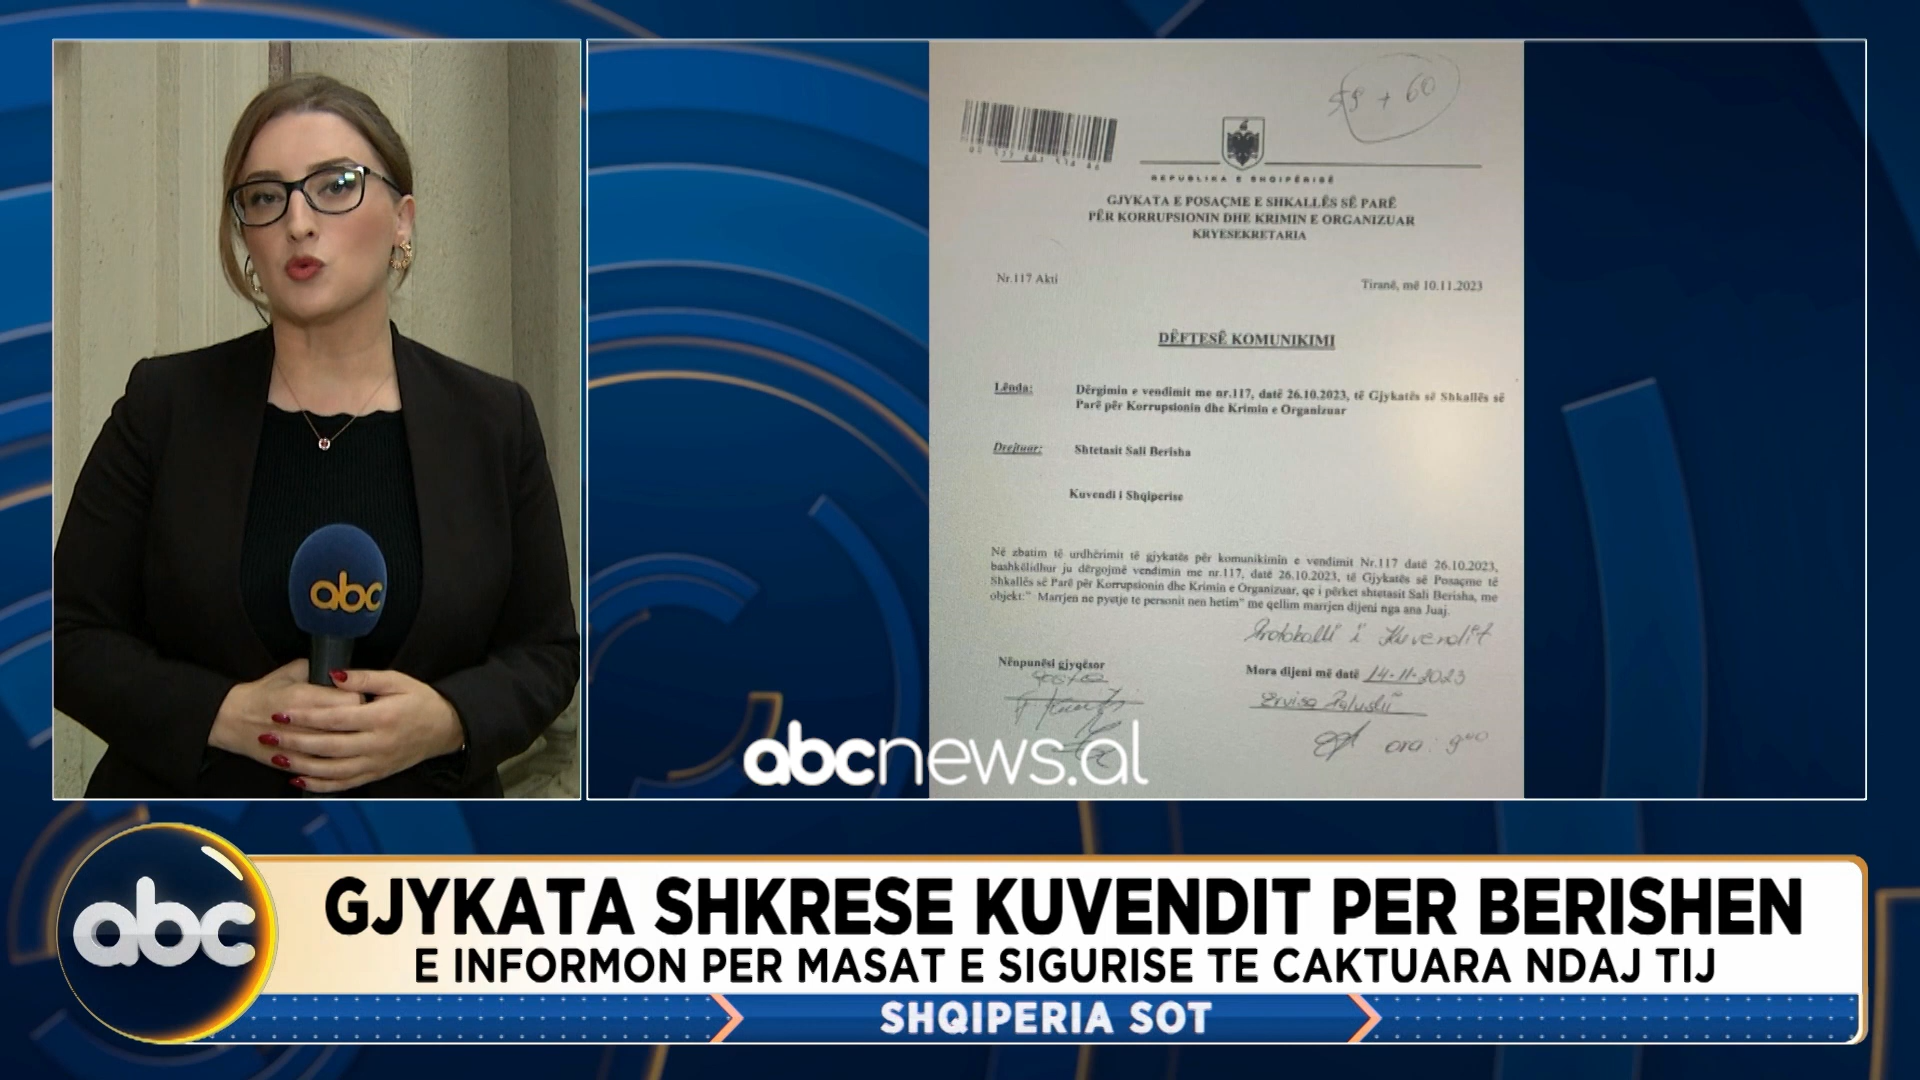 59 + 60
REPUBLIKA E SHQIPËRISË
GJYKATA E POSAÇME E SHKALLËS SË PARË
PËR KORRUPSIONIN DHE KRIMIN E ORGANIZUAR
KRYESEKRETARIA
Nr.117 Akti
Tiranë, më 10.11.2023
DËFTESË KOMUNIKIMI
Lënda: Dërgimin e vendimit me nr.117, datë 26.10.2023, të Gjykatës së Shkallës së
Parë për Korrupsionin dhe Krimin e Organizuar
Drejtuar: Shtetasit Sali Berisha
Kuvendi i Shqiperise
Në zbatim të urdhërimit të gjykatës për komunikimin e vendimit Nr.117 datë 26.10.2023,
bashkëlidhur ju dërgojmë vendimin me nr.117, datë 26.10.2023, të Gjykatës së Posaçme të
Shkallës së Parë për Korrupsionin dhe Krimin e Organizuar, qe i përket shtetasit Sali Berisha, me
objekt:" Marrjen ne pyetje te personit nen hetim" me qellim marrjen dijeni nga ana Juaj.
Protokolli i Kuvendit
Nënpunësi gjyqësor
Mora dijeni më datë 14-11-2023
ora: 9⁰⁰
abc
abcnews.al
abc
GJYKATA SHKRESE KUVENDIT PER BERISHEN
E INFORMON PER MASAT E SIGURISE TE CAKTUARA NDAJ TIJ
SHQIPERIA SOT